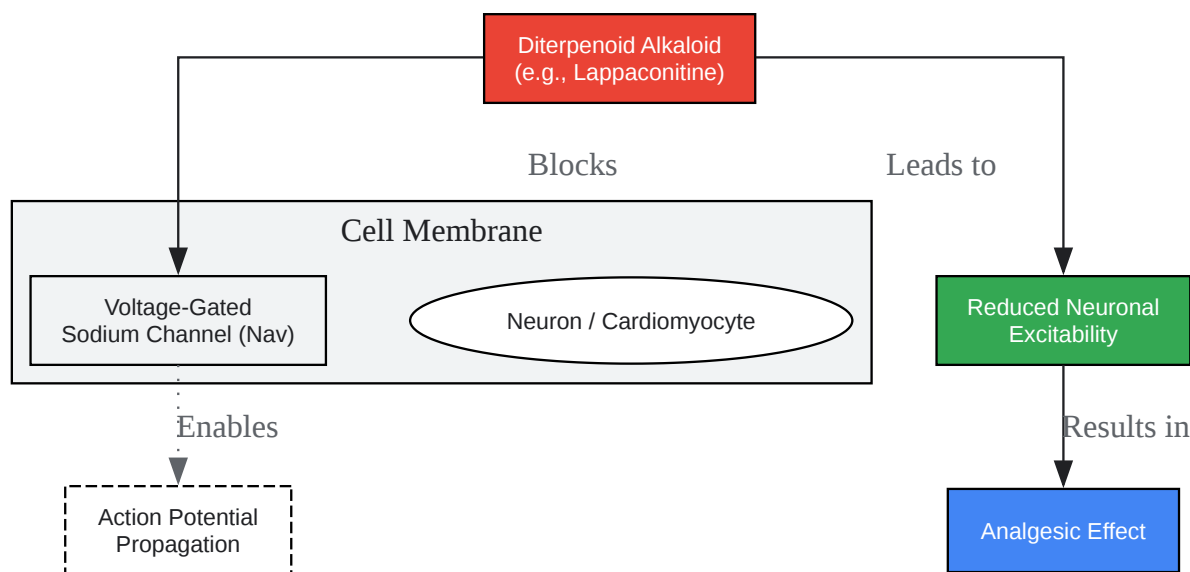 Diterpenoid Alkaloid
(e.g., Lappaconitine)
Blocks
Leads to
Cell Membrane
Voltage-Gated
Sodium Channel (Nav)
Neuron / Cardiomyocyte
Reduced Neuronal
Excitability
Enables
Results in
Action Potential
Propagation
Analgesic Effect